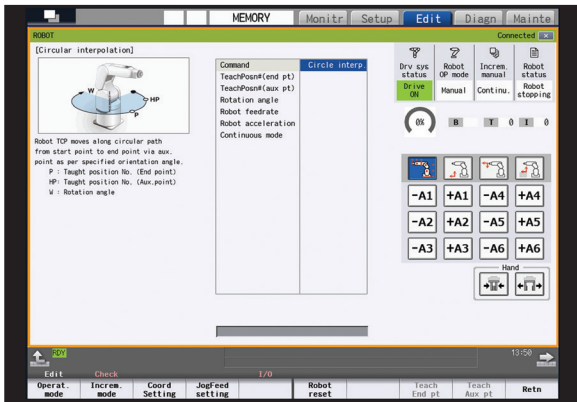 MEMORY
Monitr
Setup
Edit
Diagn
Mainte
ROBOT
Connected
[Circular interpolation]
W
HP
P
Robot TCP moves along circular path
from start point to end point via aux.
point as per specified orientation angle.
P : Taught position No. (End point)
HP: Taught position No. (Aux.point)
W : Rotation angle
Command Circle interp.
TeachPosn#(end pt)
TeachPosn#(aux pt)
Rotation angle
Robot feedrate
Robot acceleration
Continuous mode
Drv sys status
Robot OP mode
Increm. manual
Robot status
Drive ON
Manual
Continu.
Robot stopping
0%
B
T 0
I 0
-A1 +A1 -A4 +A4
-A2 +A2 -A5 +A5
-A3 +A3 -A6 +A6
Hand
RDY
13:50
Edit Check I/O
Operat. mode
Increm. mode
Coord Setting
JogFeed setting
Robot reset
Teach End pt
Teach Aux pt
Retn